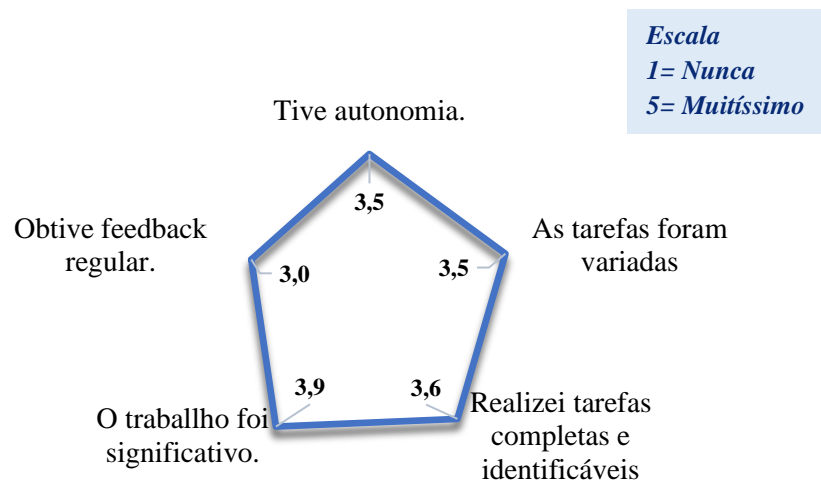 Escala
1= Nunca
5= Muitíssimo
Tive autonomia.
3,5
As tarefas foram
variadas
3,5
Obtive feedback
regular.
3,0
3,9
3,6
O traballho foi
significativo.
Realizei tarefas
completas e
identificáveis